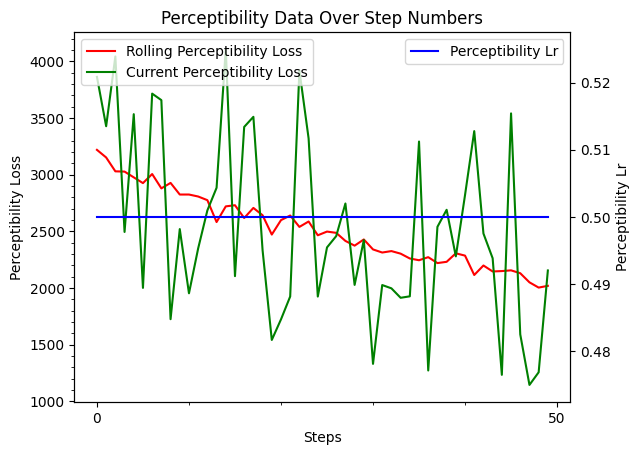 Perceptibility Data Over Step Numbers
Rolling Perceptibility Loss
Current Perceptibility Loss
Perceptibility Lr
4000
3500
3000
2500
2000
1500
1000
Perceptibility Loss
0.52
0.51
0.50
0.49
0.48
Perceptibility Lr
0
50
Steps